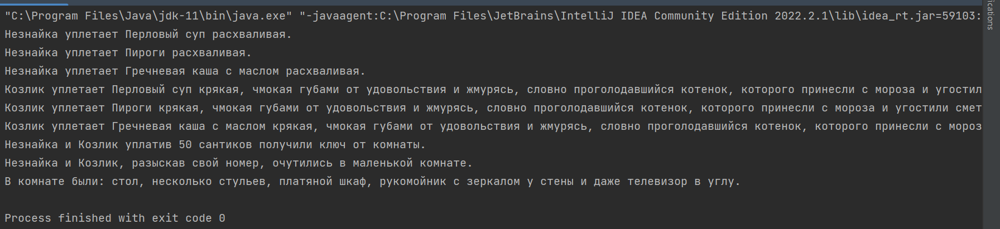 "C:\Program Files\Java\jdk-11\bin\java.exe" "-javaagent:C:\Program Files\JetBrains\IntelliJ IDEA Community Edition 2022.2.1\lib\idea_rt.jar=59103:
Незнайка уплетает Перловый суп расхваливая.
Незнайка уплетает Пироги расхваливая.
Незнайка уплетает Гречневая каша с маслом расхваливая.
Козлик уплетает Перловый суп крякая, чмокая губами от удовольствия и жмурясь, словно проголодавшийся котенок, которого принесли с мороза и угостил
Козлик уплетает Пироги крякая, чмокая губами от удовольствия и жмурясь, словно проголодавшийся котенок, которого принесли с мороза и угостили смет
Козлик уплетает Гречневая каша с маслом крякая, чмокая губами от удовольствия и жмурясь, словно проголодавшийся котенок, которого принесли с мороз
Незнайка и Козлик уплатив 50 сантиков получили ключ от комнаты.
Незнайка и Козлик, разыскав свой номер, очутились в маленькой комнате.
В комнате были: стол, несколько стульев, платяной шкаф, рукомойник с зеркалом у стены и даже телевизор в углу.
Process finished with exit code 0
ifications